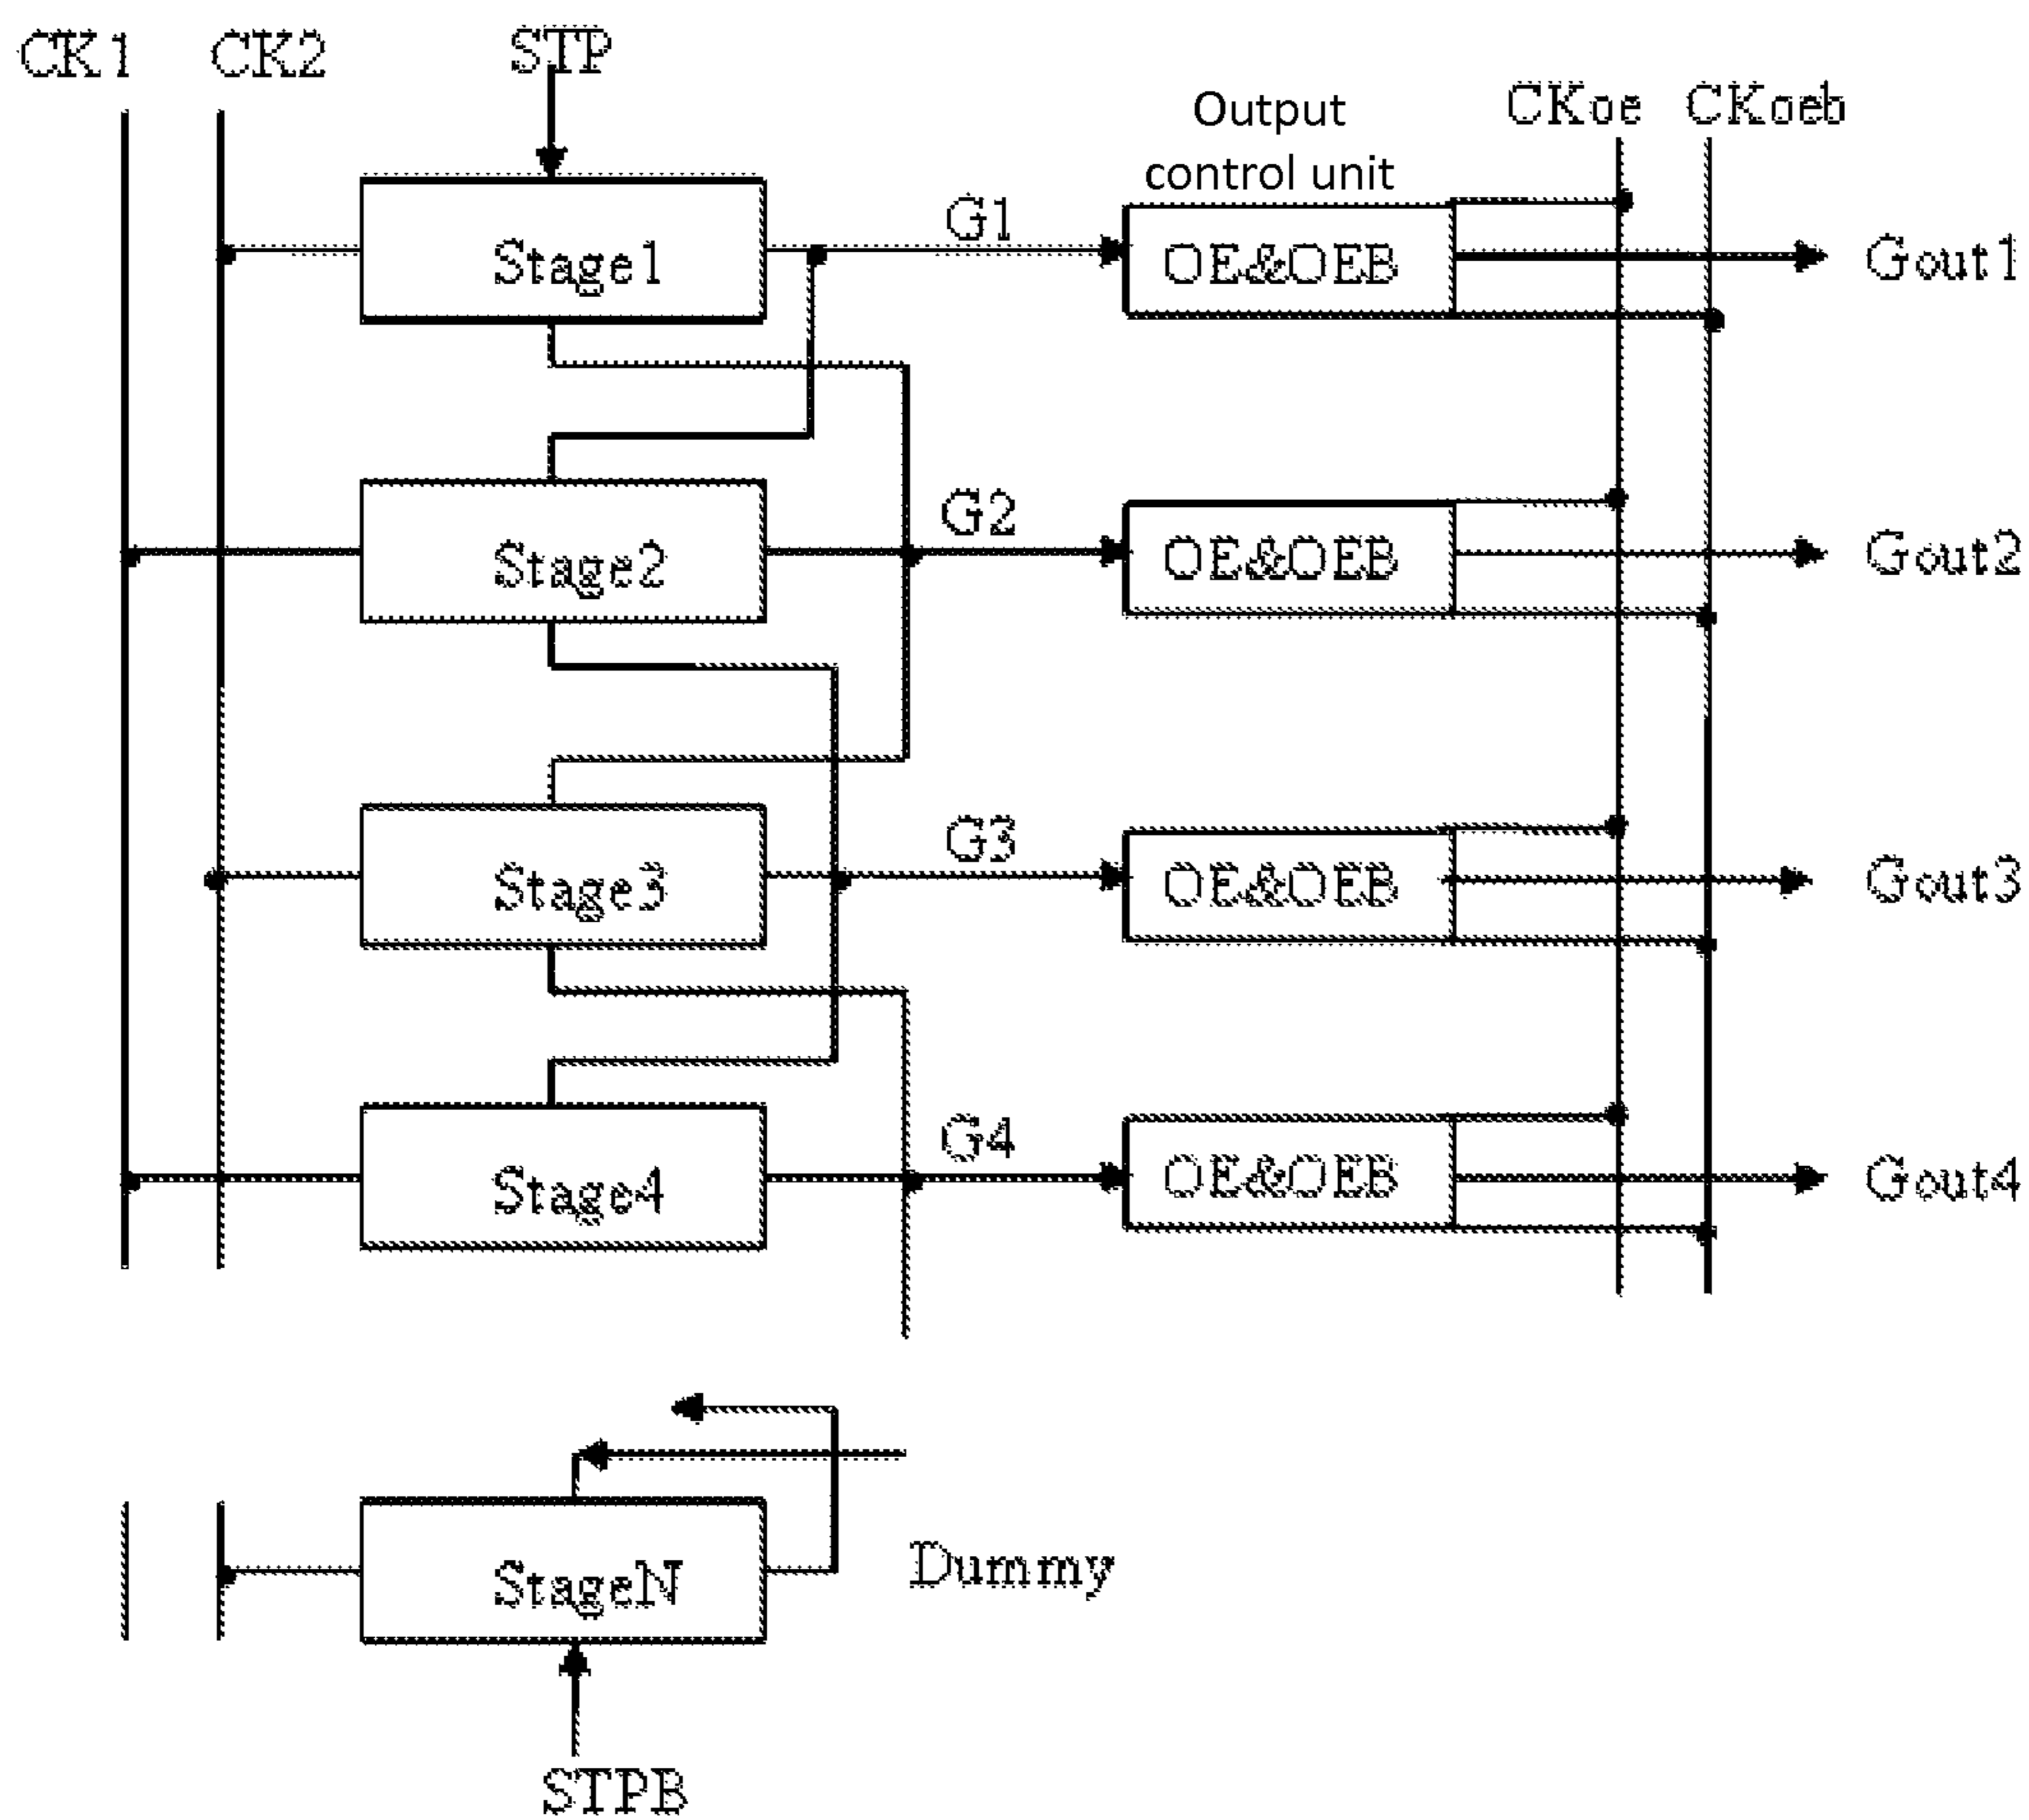 CK1 CK2 STP
Output
control unit
CKoe CKoeb
Stage1 G1 OE&OEB Gout1
Stage2 G2 OE&OEB Gout2
Stage3 G3 OE&OEB Gout3
Stage4 G4 OE&OEB Gout4
StageN Dummy
STPB